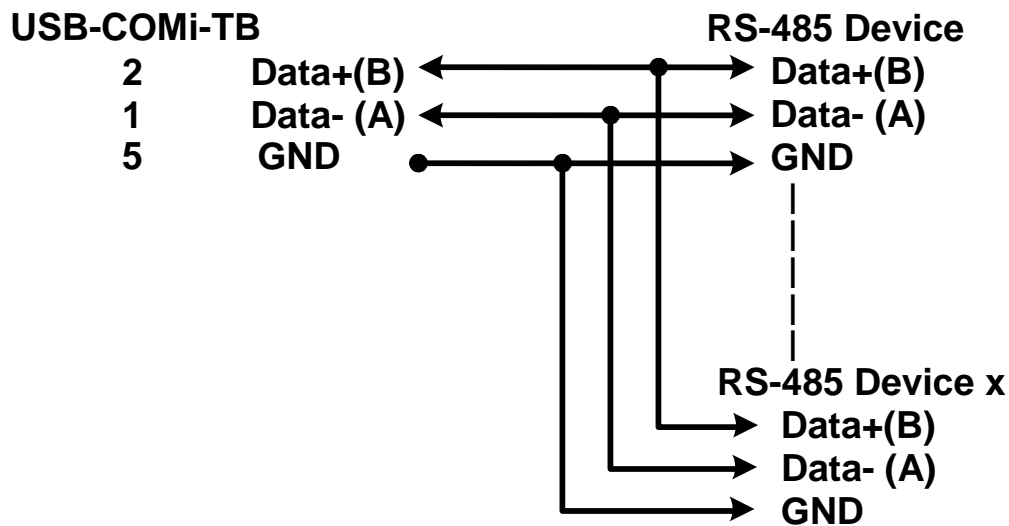 USB-COMi-TB RS-485 Device
2 Data+(B) Data+(B)
1 Data- (A) Data- (A)
5 GND GND
RS-485 Device x
Data+(B)
Data- (A)
GND